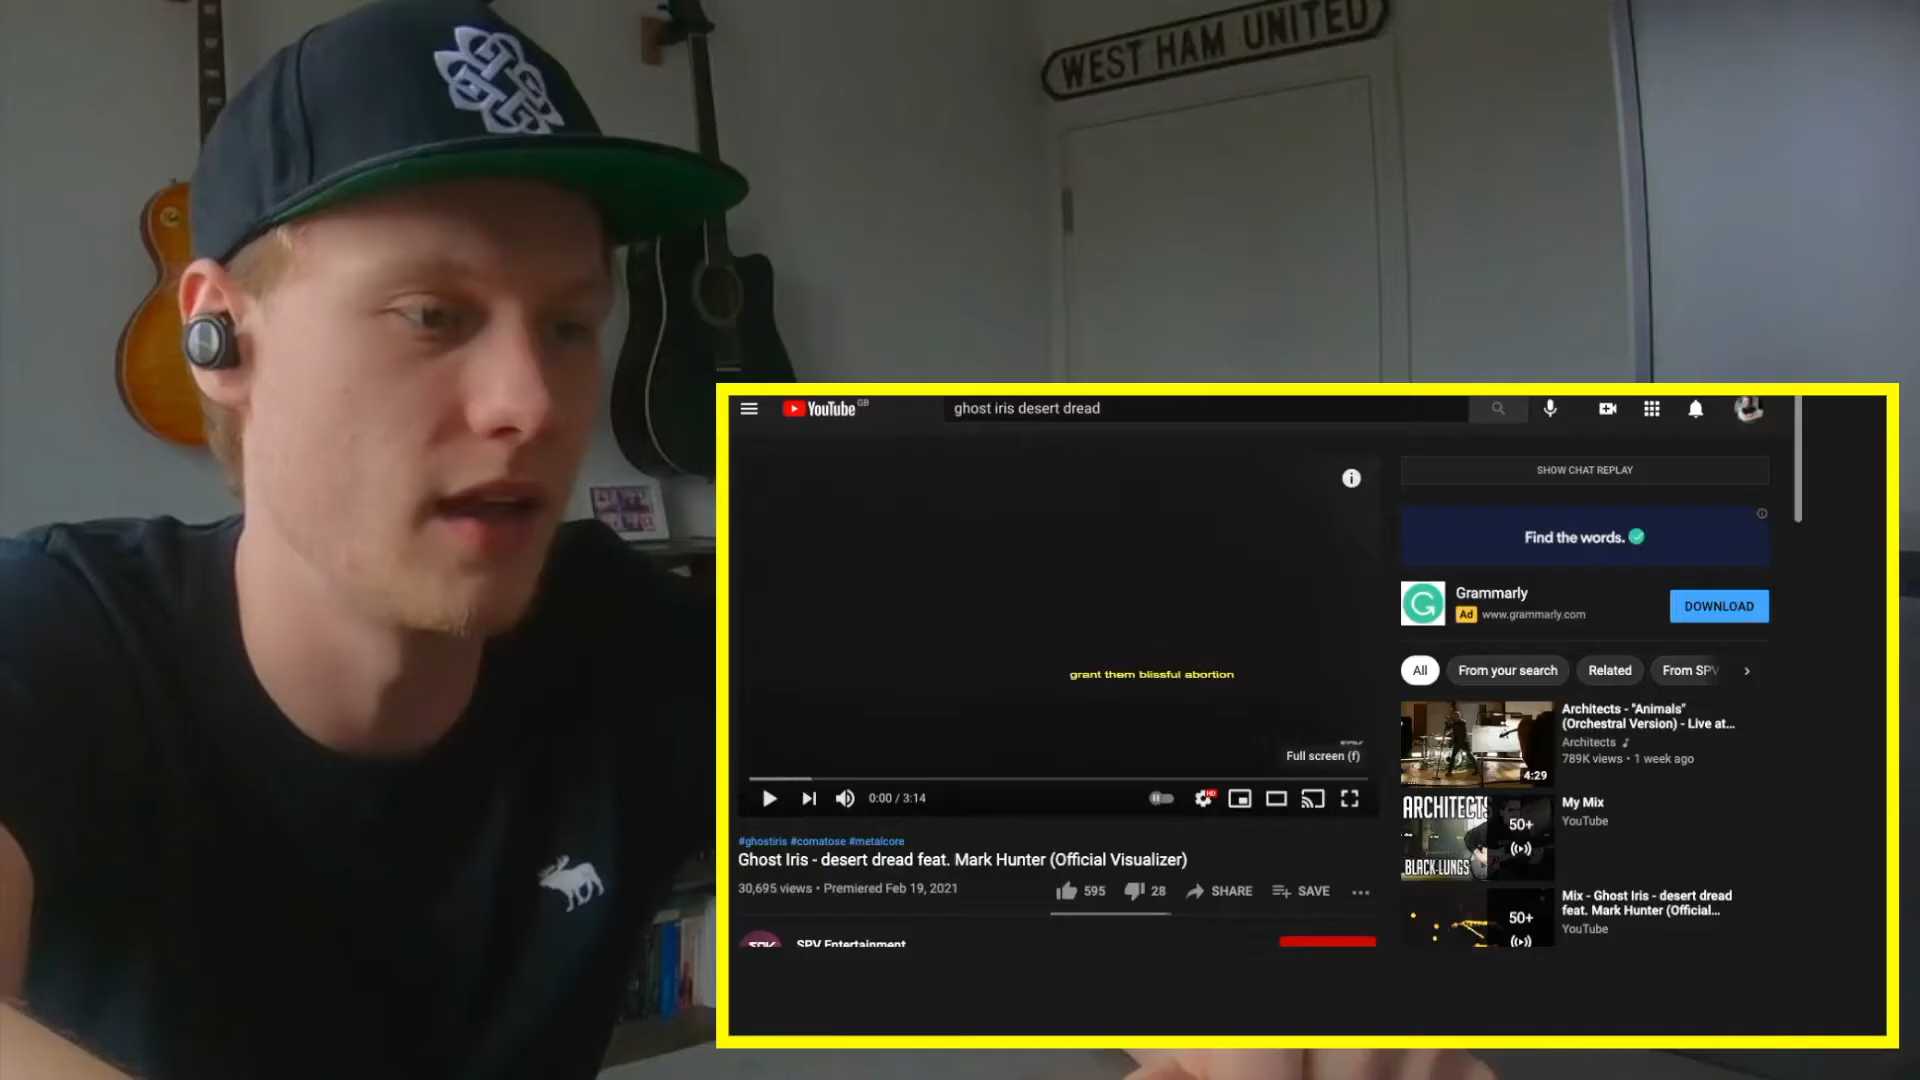 WEST HAM UNITED
YouTube GB
ghost iris desert dread
SHOW CHAT REPLAY
Find the words.
Grammarly
Ad www.grammarly.com
DOWNLOAD
grant them blissful abortion
Full screen (f)
0:00 / 3:14
HD
All
From your search
Related
From SPV
Architects - "Animals"
(Orchestral Version) - Live at...
Architects
789K views • 1 week ago
4:29
ARCHITECTS
BLACK LUNGS
50+
My Mix
YouTube
50+
Mix - Ghost Iris - desert dread
feat. Mark Hunter (Official...
YouTube
#ghostiris #comatose #metalcore
Ghost Iris - desert dread feat. Mark Hunter (Official Visualizer)
30,695 views • Premiered Feb 19, 2021
595
28
SHARE
SAVE
SPV
SPV Entertainment